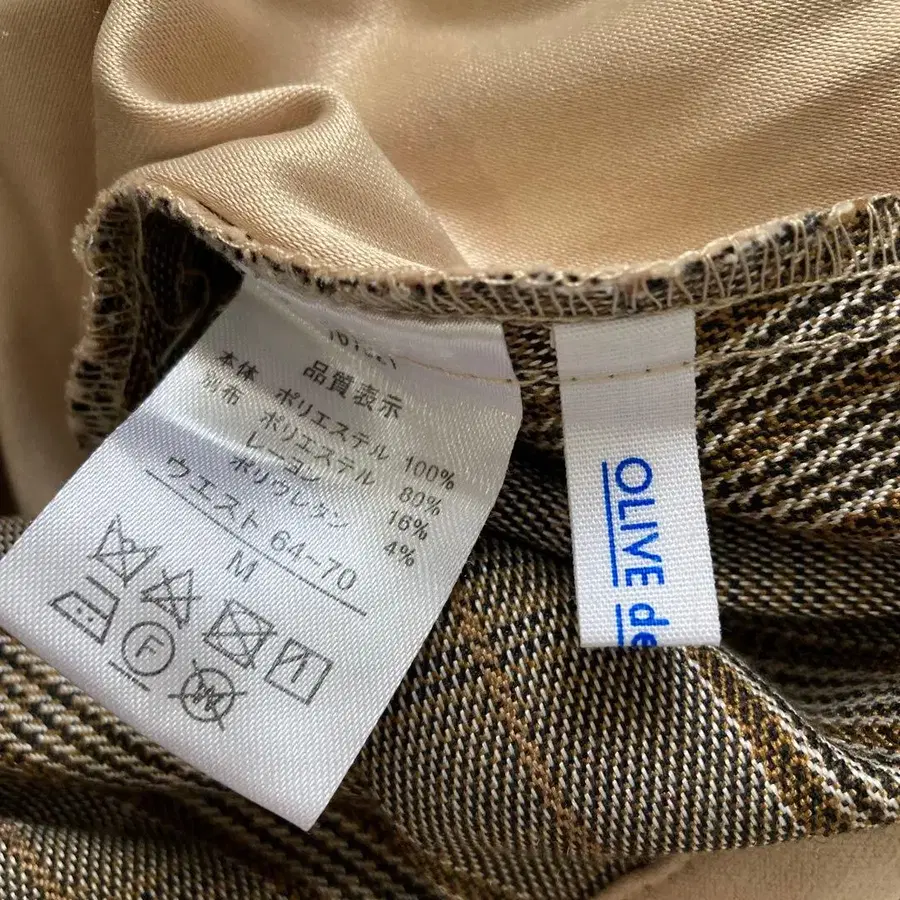 品質表示
本体 ポリエステル 100%
別布 ポリエステル 80%
レーヨン 16%
ポリウレタン 4%
ウエスト 64-70
M
F
OLIVE de